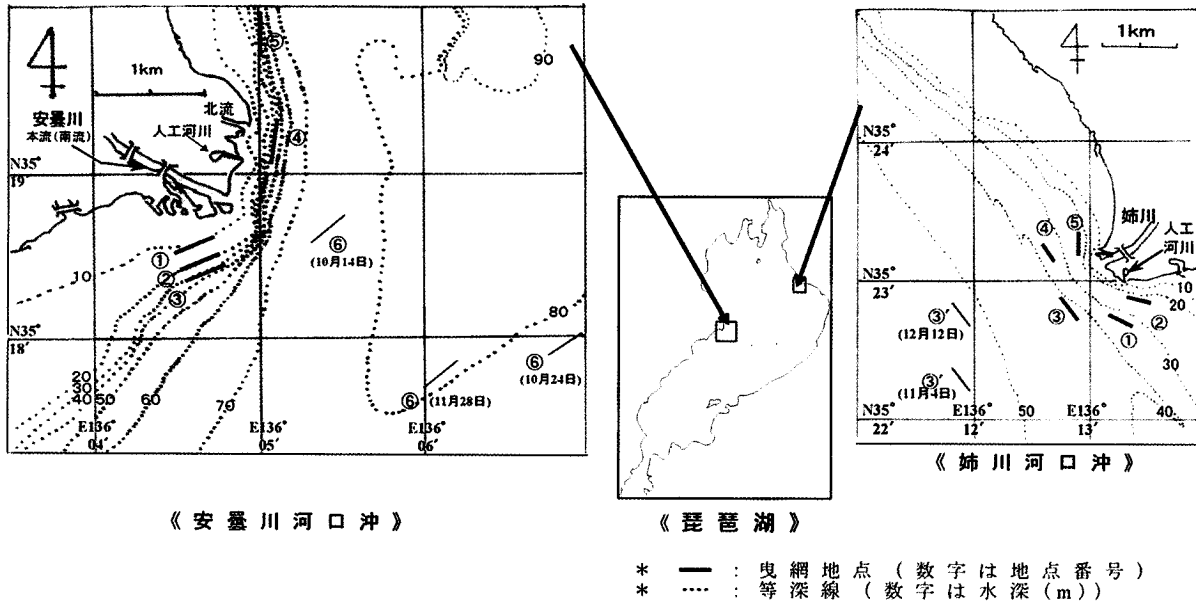 ⑤
90
1km
安曇川
本流(南流)
北流
人工河川
④
N35°
19′
①
②
③
10
⑥
(10月14日)
80
N35°
18′
⑥
(10月24日)
⑥
(11月28日)
20
30
40
50
60
70
E136°
04′
E136°
05′
E136°
06′
《安曇川河口沖》
《琵琶湖》
1km
N35°
24′
姉川
人工
河川
④
⑤
N35°
23′
10
20
③′
(12月12日)
③
②
①
30
③′
(11月4日)
N35°
22′
E136°
12′
50
E136°
13′
40
《姉川河口沖》
* ━ : 曳網地点(数字は地点番号)
* ┈ : 等深線(数字は水深(m))